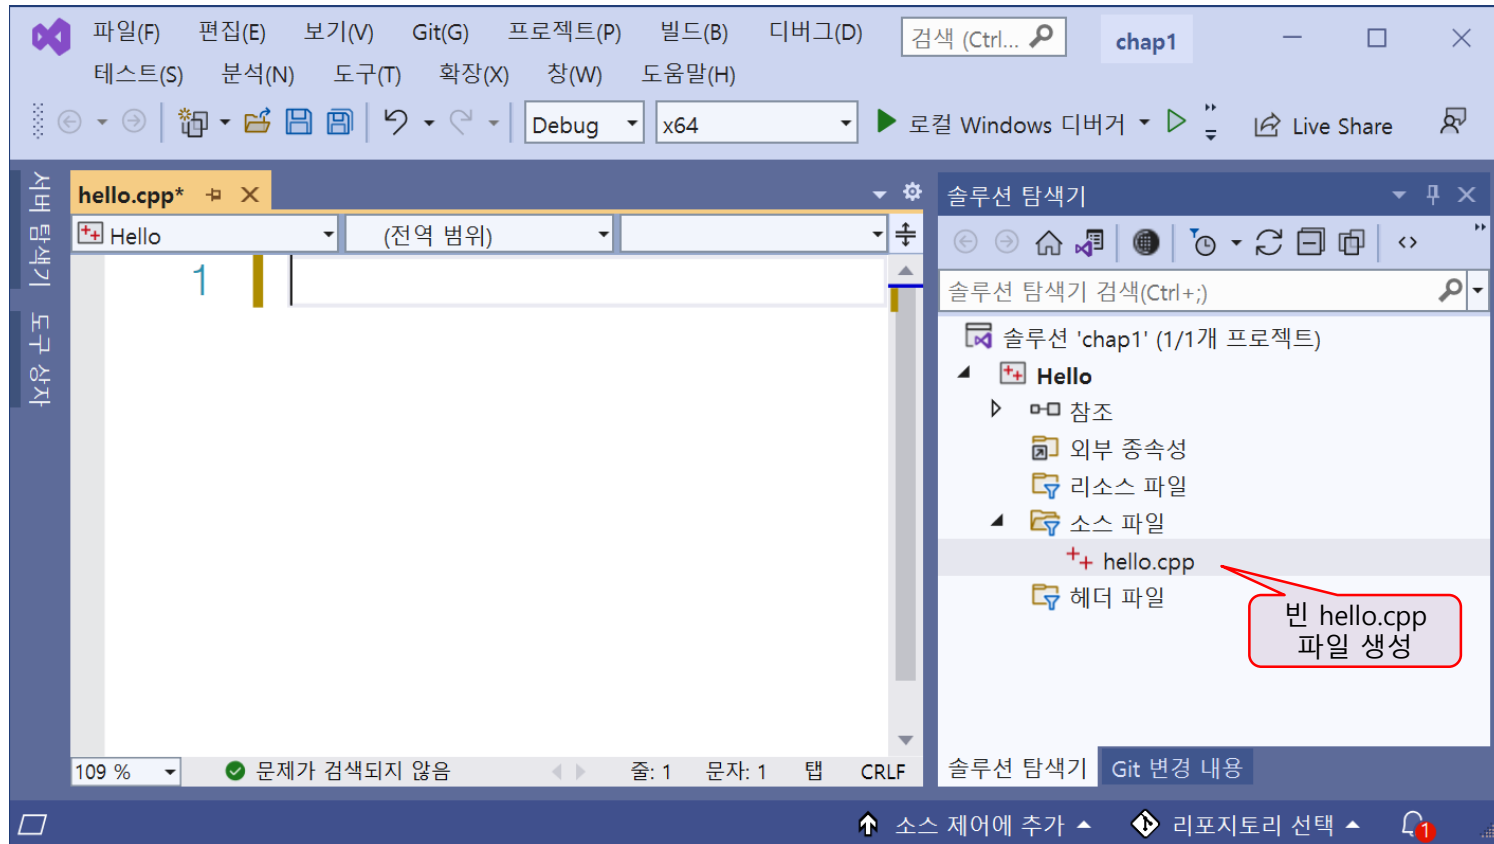 파일(F) 편집(E) 보기(V) Git(G) 프로젝트(P) 빌드(B) 디버그(D) 검색 (Ctrl... chap1
테스트(S) 분석(N) 도구(T) 확장(X) 창(W) 도움말(H)
Debug x64 로컬 Windows 디버거 Live Share
서버 탐색기
도구 상자
hello.cpp*
Hello (전역 범위)
1
109 % 문제가 검색되지 않음 줄: 1 문자: 1 탭 CRLF
솔루션 탐색기
솔루션 탐색기 검색(Ctrl+;)
솔루션 'chap1' (1/1개 프로젝트)
Hello
참조
외부 종속성
리소스 파일
소스 파일
hello.cpp
헤더 파일
빈 hello.cpp
파일 생성
솔루션 탐색기 Git 변경 내용
소스 제어에 추가 리포지토리 선택 1